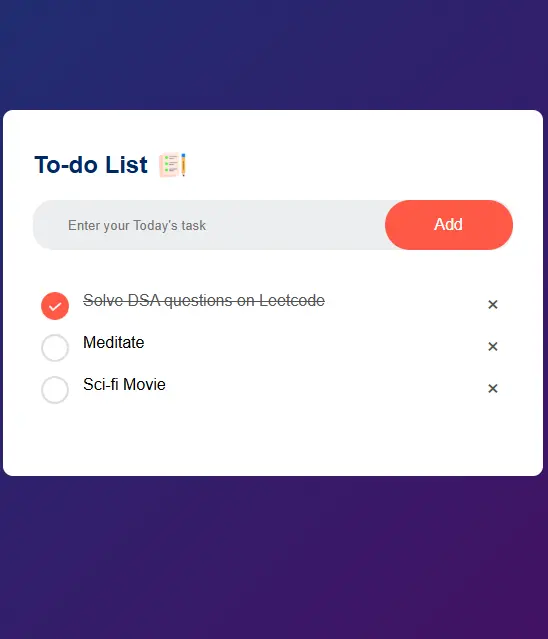 To-do List
Enter your Today's task
Add
Solve DSA questions on Leetcode
Meditate
Sci-fi Movie